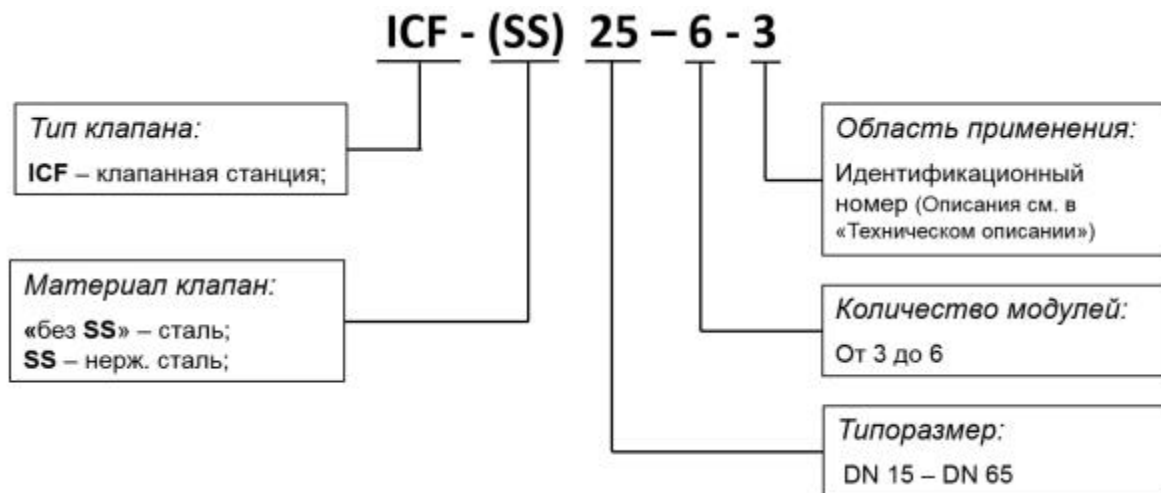 ICF - (SS) 25 – 6 - 3
Тип клапана:
ICF – клапанная станция;
Материал клапан:
«без SS» – сталь;
SS – нерж. сталь;
Область применения:
Идентификационный
номер (Описания см. в
«Техническом описании»)
Количество модулей:
От 3 до 6
Типоразмер:
DN 15 – DN 65